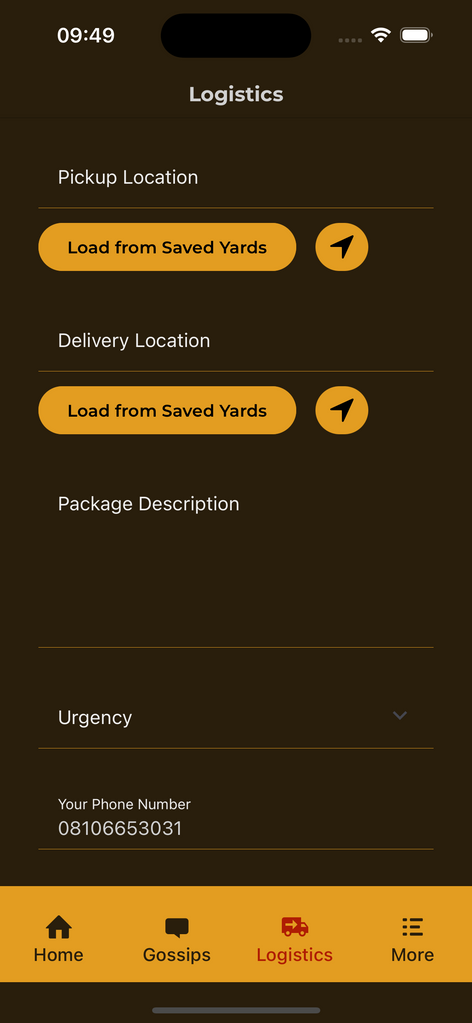 09:49
Logistics
Pickup Location
Load from Saved Yards
Delivery Location
Load from Saved Yards
Package Description
Urgency
Your Phone Number
08106653031
Home Gossips Logistics More